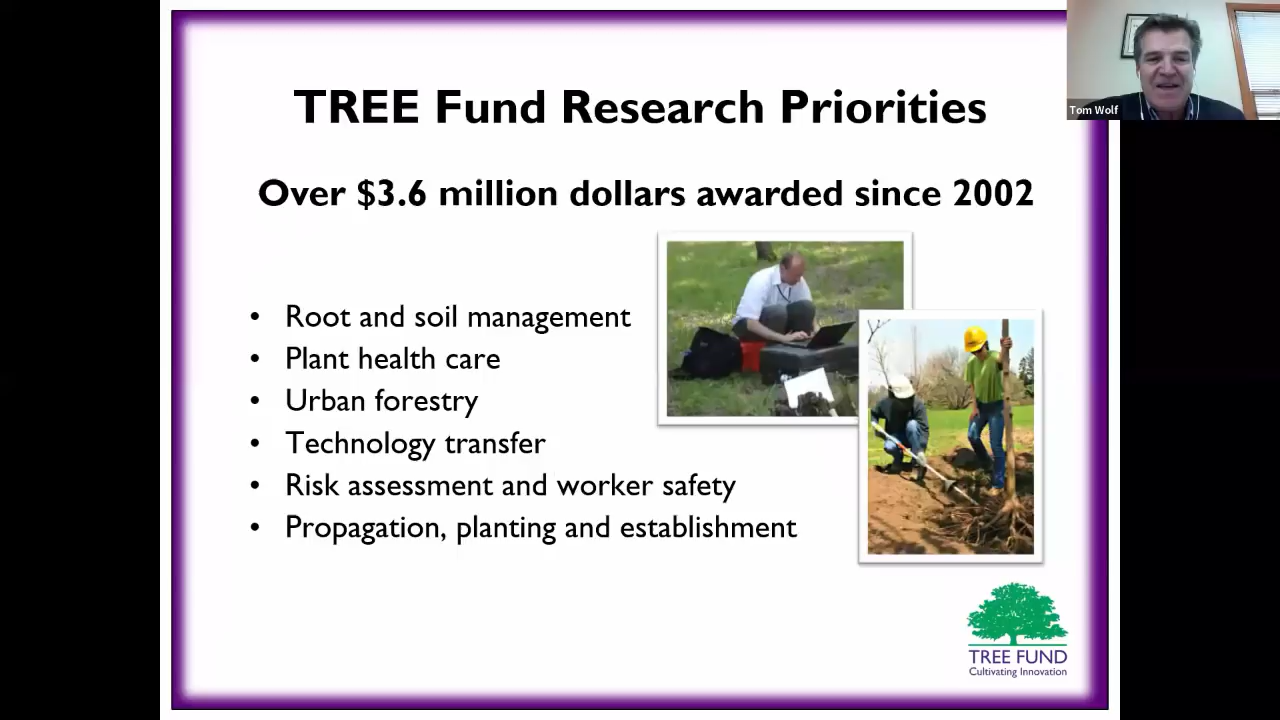 TREE Fund Research Priorities
Tom Wolf
Over $3.6 million dollars awarded since 2002
• Root and soil management
• Plant health care
• Urban forestry
• Technology transfer
• Risk assessment and worker safety
• Propagation, planting and establishment
TREE FUND
Cultivating Innovation